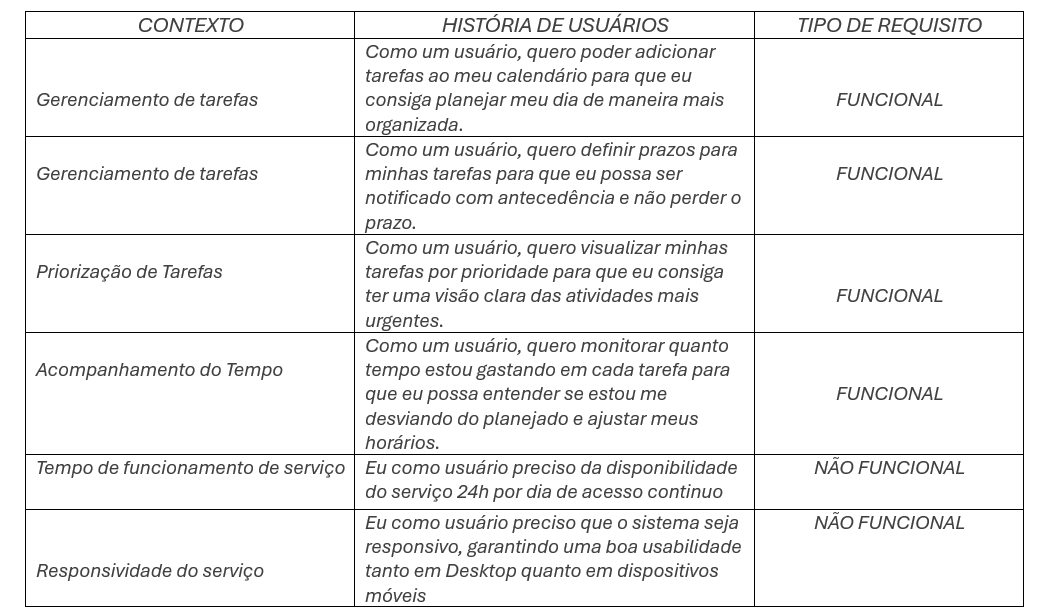 CONTEXTO HISTÓRIA DE USUÁRIOS TIPO DE REQUISITO
Gerenciamento de tarefas
Como um usuário, quero poder adicionar
tarefas ao meu calendário para que eu
consiga planejar meu dia de maneira mais
organizada.
FUNCIONAL
Gerenciamento de tarefas
Como um usuário, quero definir prazos para
minhas tarefas para que eu possa ser
notificado com antecedência e não perder o
prazo.
FUNCIONAL
Priorização de Tarefas
Como um usuário, quero visualizar minhas
tarefas por prioridade para que eu consiga
ter uma visão clara das atividades mais
urgentes.
FUNCIONAL
Acompanhamento do Tempo
Como um usuário, quero monitorar quanto
tempo estou gastando em cada tarefa para
que eu possa entender se estou me
desviando do planejado e ajustar meus
horários.
FUNCIONAL
Tempo de funcionamento de serviço
Eu como usuário preciso da disponibilidade
do serviço 24h por dia de acesso continuo
NÃO FUNCIONAL
Responsividade do serviço
Eu como usuário preciso que o sistema seja
responsivo, garantindo uma boa usabilidade
tanto em Desktop quanto em dispositivos
móveis
NÃO FUNCIONAL